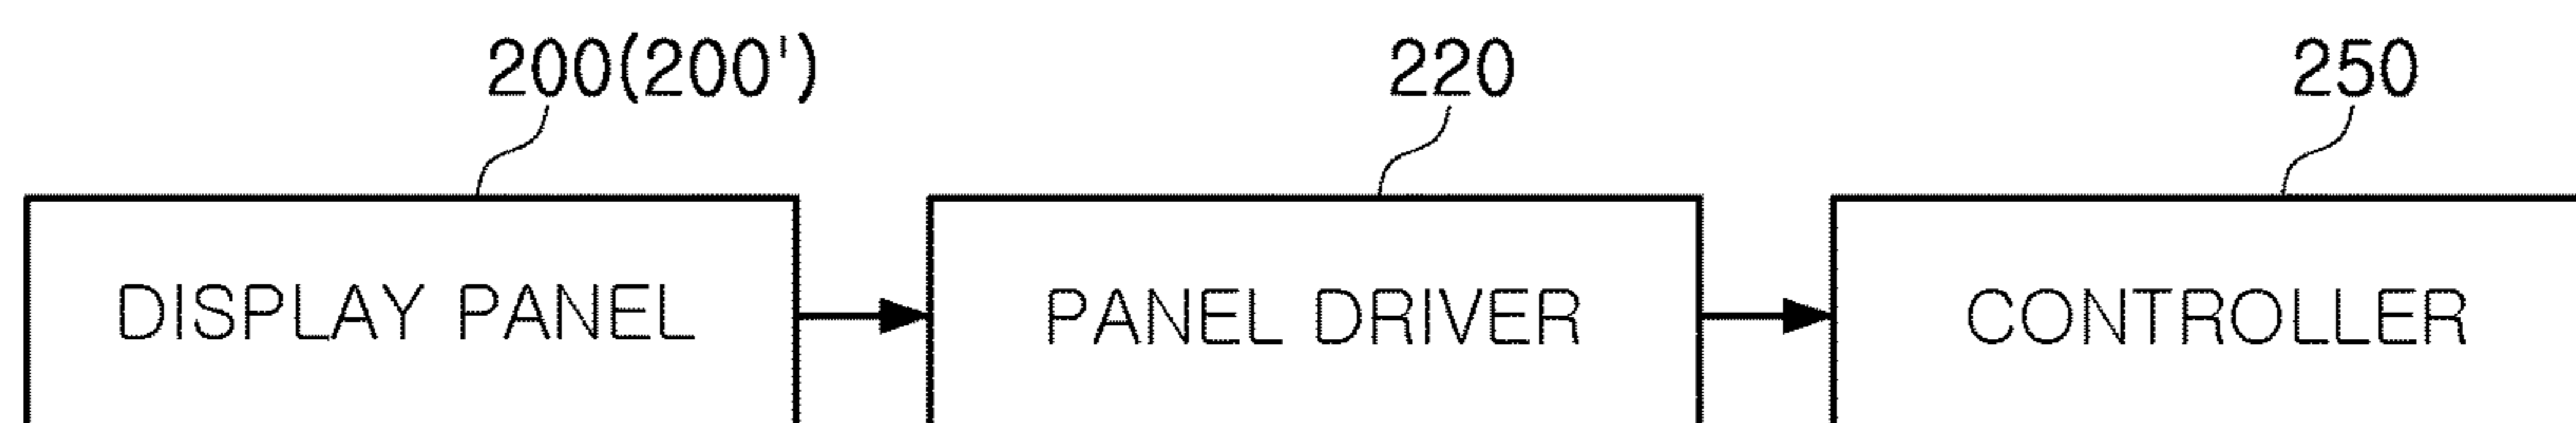 200(200') 220 250
DISPLAY PANEL PANEL DRIVER CONTROLLER